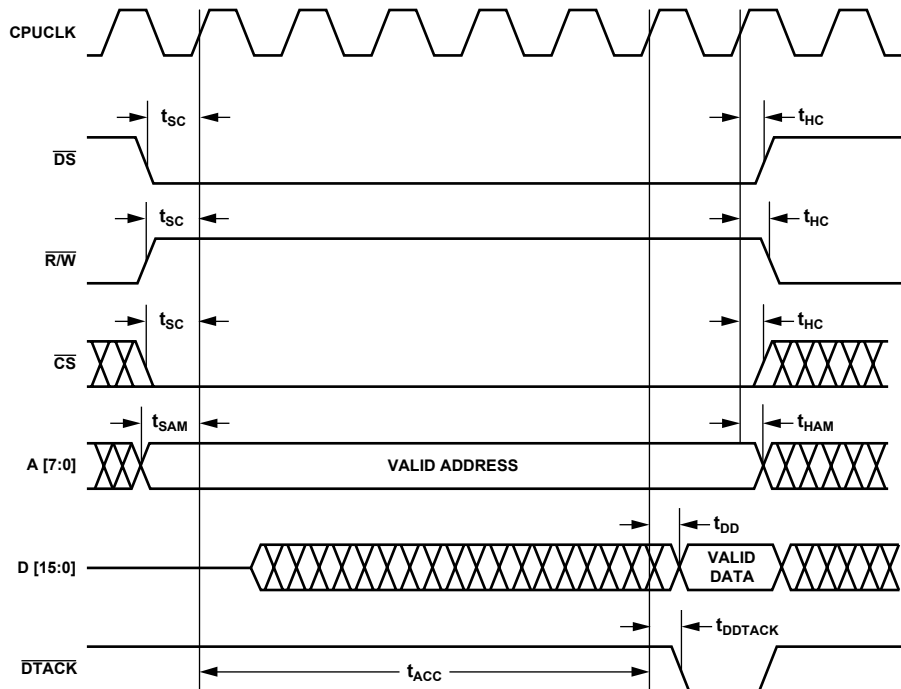 CPUCLK
tSC
tHC
DS
tSC
tHC
R/W
tSC
tHC
CS
tSAM
tHAM
A [7:0]
VALID ADDRESS
tDD
D [15:0]
VALID
DATA
tDDTACK
DTACK
tACC